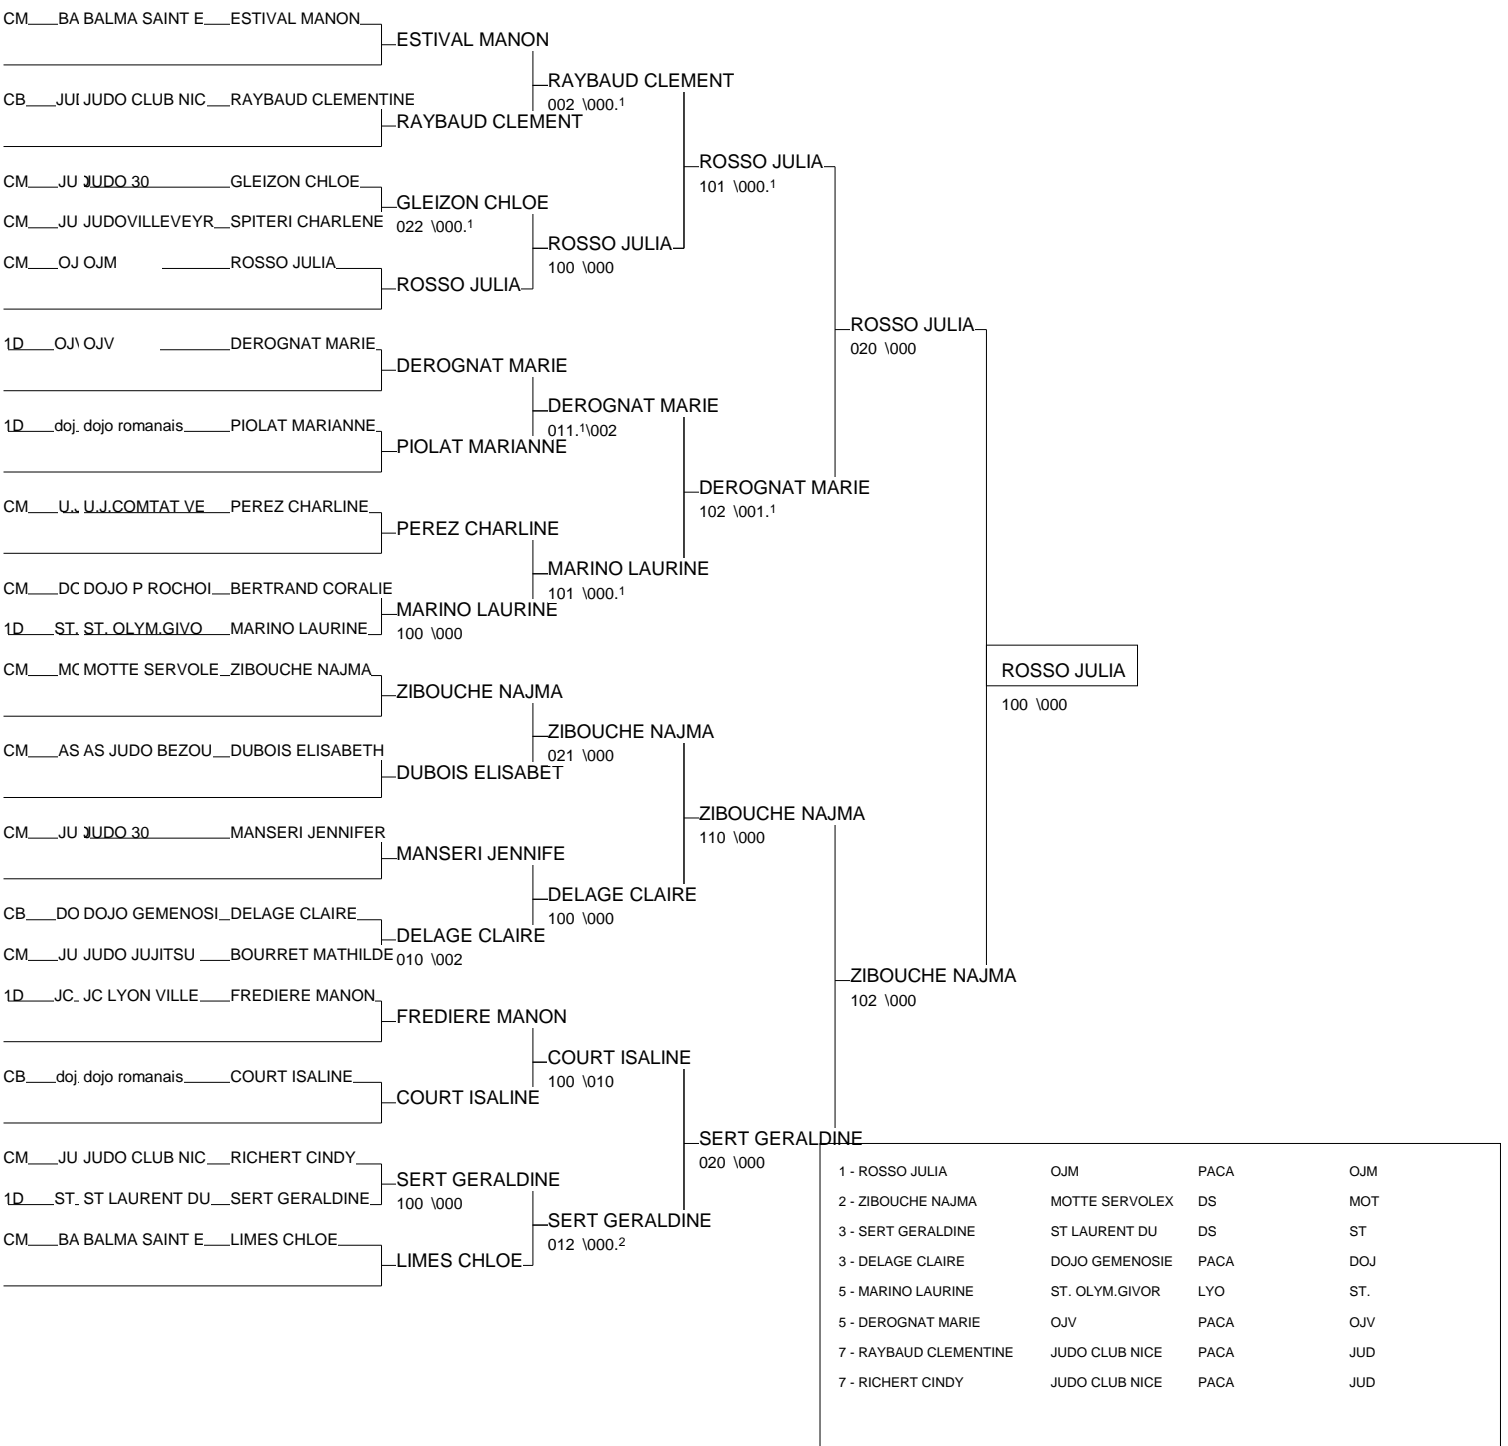 CM BA BALMA SAINT E ESTIVAL MANON
ESTIVAL MANON
RAYBAUD CLEMENT
002 \000.1
CB JUI JUDO CLUB NIC RAYBAUD CLEMENTINE
RAYBAUD CLEMENT
ROSSO JULIA
101 \000.1
CM JU JUDO 30 GLEIZON CHLOE
GLEIZON CHLOE
022 \000.1
CM JU JUDOVILLEVEYR SPITERI CHARLENE
ROSSO JULIA
100 \000
CM OJ OJM ROSSO JULIA
ROSSO JULIA
ROSSO JULIA
020 \000
1D OJV OJV DEROGNAT MARIE
DEROGNAT MARIE
DEROGNAT MARIE
011.1\002
1D doj. dojo romanais PIOLAT MARIANNE
PIOLAT MARIANNE
DEROGNAT MARIE
102 \001.1
CM U.. U.J.COMTAT VE PEREZ CHARLINE
PEREZ CHARLINE
MARINO LAURINE
101 \000.1
CM DC DOJO P ROCHOI BERTRAND CORALIE
MARINO LAURINE
100 \000
1D ST. ST. OLYM.GIVO MARINO LAURINE
ROSSO JULIA
100 \000
CM MC MOTTE SERVOLE ZIBOUCHE NAJMA
ZIBOUCHE NAJMA
ZIBOUCHE NAJMA
021 \000
CM AS AS JUDO BEZOU DUBOIS ELISABETH
DUBOIS ELISABET
ZIBOUCHE NAJMA
110 \000
CM JU JUDO 30 MANSERI JENNIFER
MANSERI JENNIFE
DELAGE CLAIRE
100 \000
CB DO DOJO GEMENOSI DELAGE CLAIRE
DELAGE CLAIRE
010 \002
CM JU JUDO JUJITSU BOURRET MATHILDE
ZIBOUCHE NAJMA
102 \000
1D JC JC LYON VILLE FREDIERE MANON
FREDIERE MANON
COURT ISALINE
100 \010
CB doj. dojo romanais COURT ISALINE
COURT ISALINE
SERT GERALDINE
020 \000
CM JU JUDO CLUB NIC RICHERT CINDY
SERT GERALDINE
100 \000
1D ST ST LAURENT DU SERT GERALDINE
SERT GERALDINE
012 \000.2
CM BA BALMA SAINT E LIMES CHLOE
LIMES CHLOE
1 - ROSSO JULIA OJM PACA OJM
2 - ZIBOUCHE NAJMA MOTTE SERVOLEX DS MOT
3 - SERT GERALDINE ST LAURENT DU DS ST
3 - DELAGE CLAIRE DOJO GEMENOSIE PACA DOJ
5 - MARINO LAURINE ST. OLYM.GIVOR LYO ST.
5 - DEROGNAT MARIE OJV PACA OJV
7 - RAYBAUD CLEMENTINE JUDO CLUB NICE PACA JUD
7 - RICHERT CINDY JUDO CLUB NICE PACA JUD